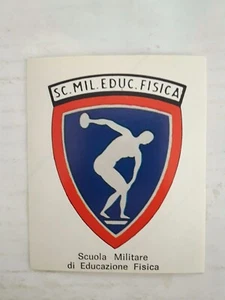 SC.MIL.EDUC.FISICA
Scuola Militare
di Educazione Fisica